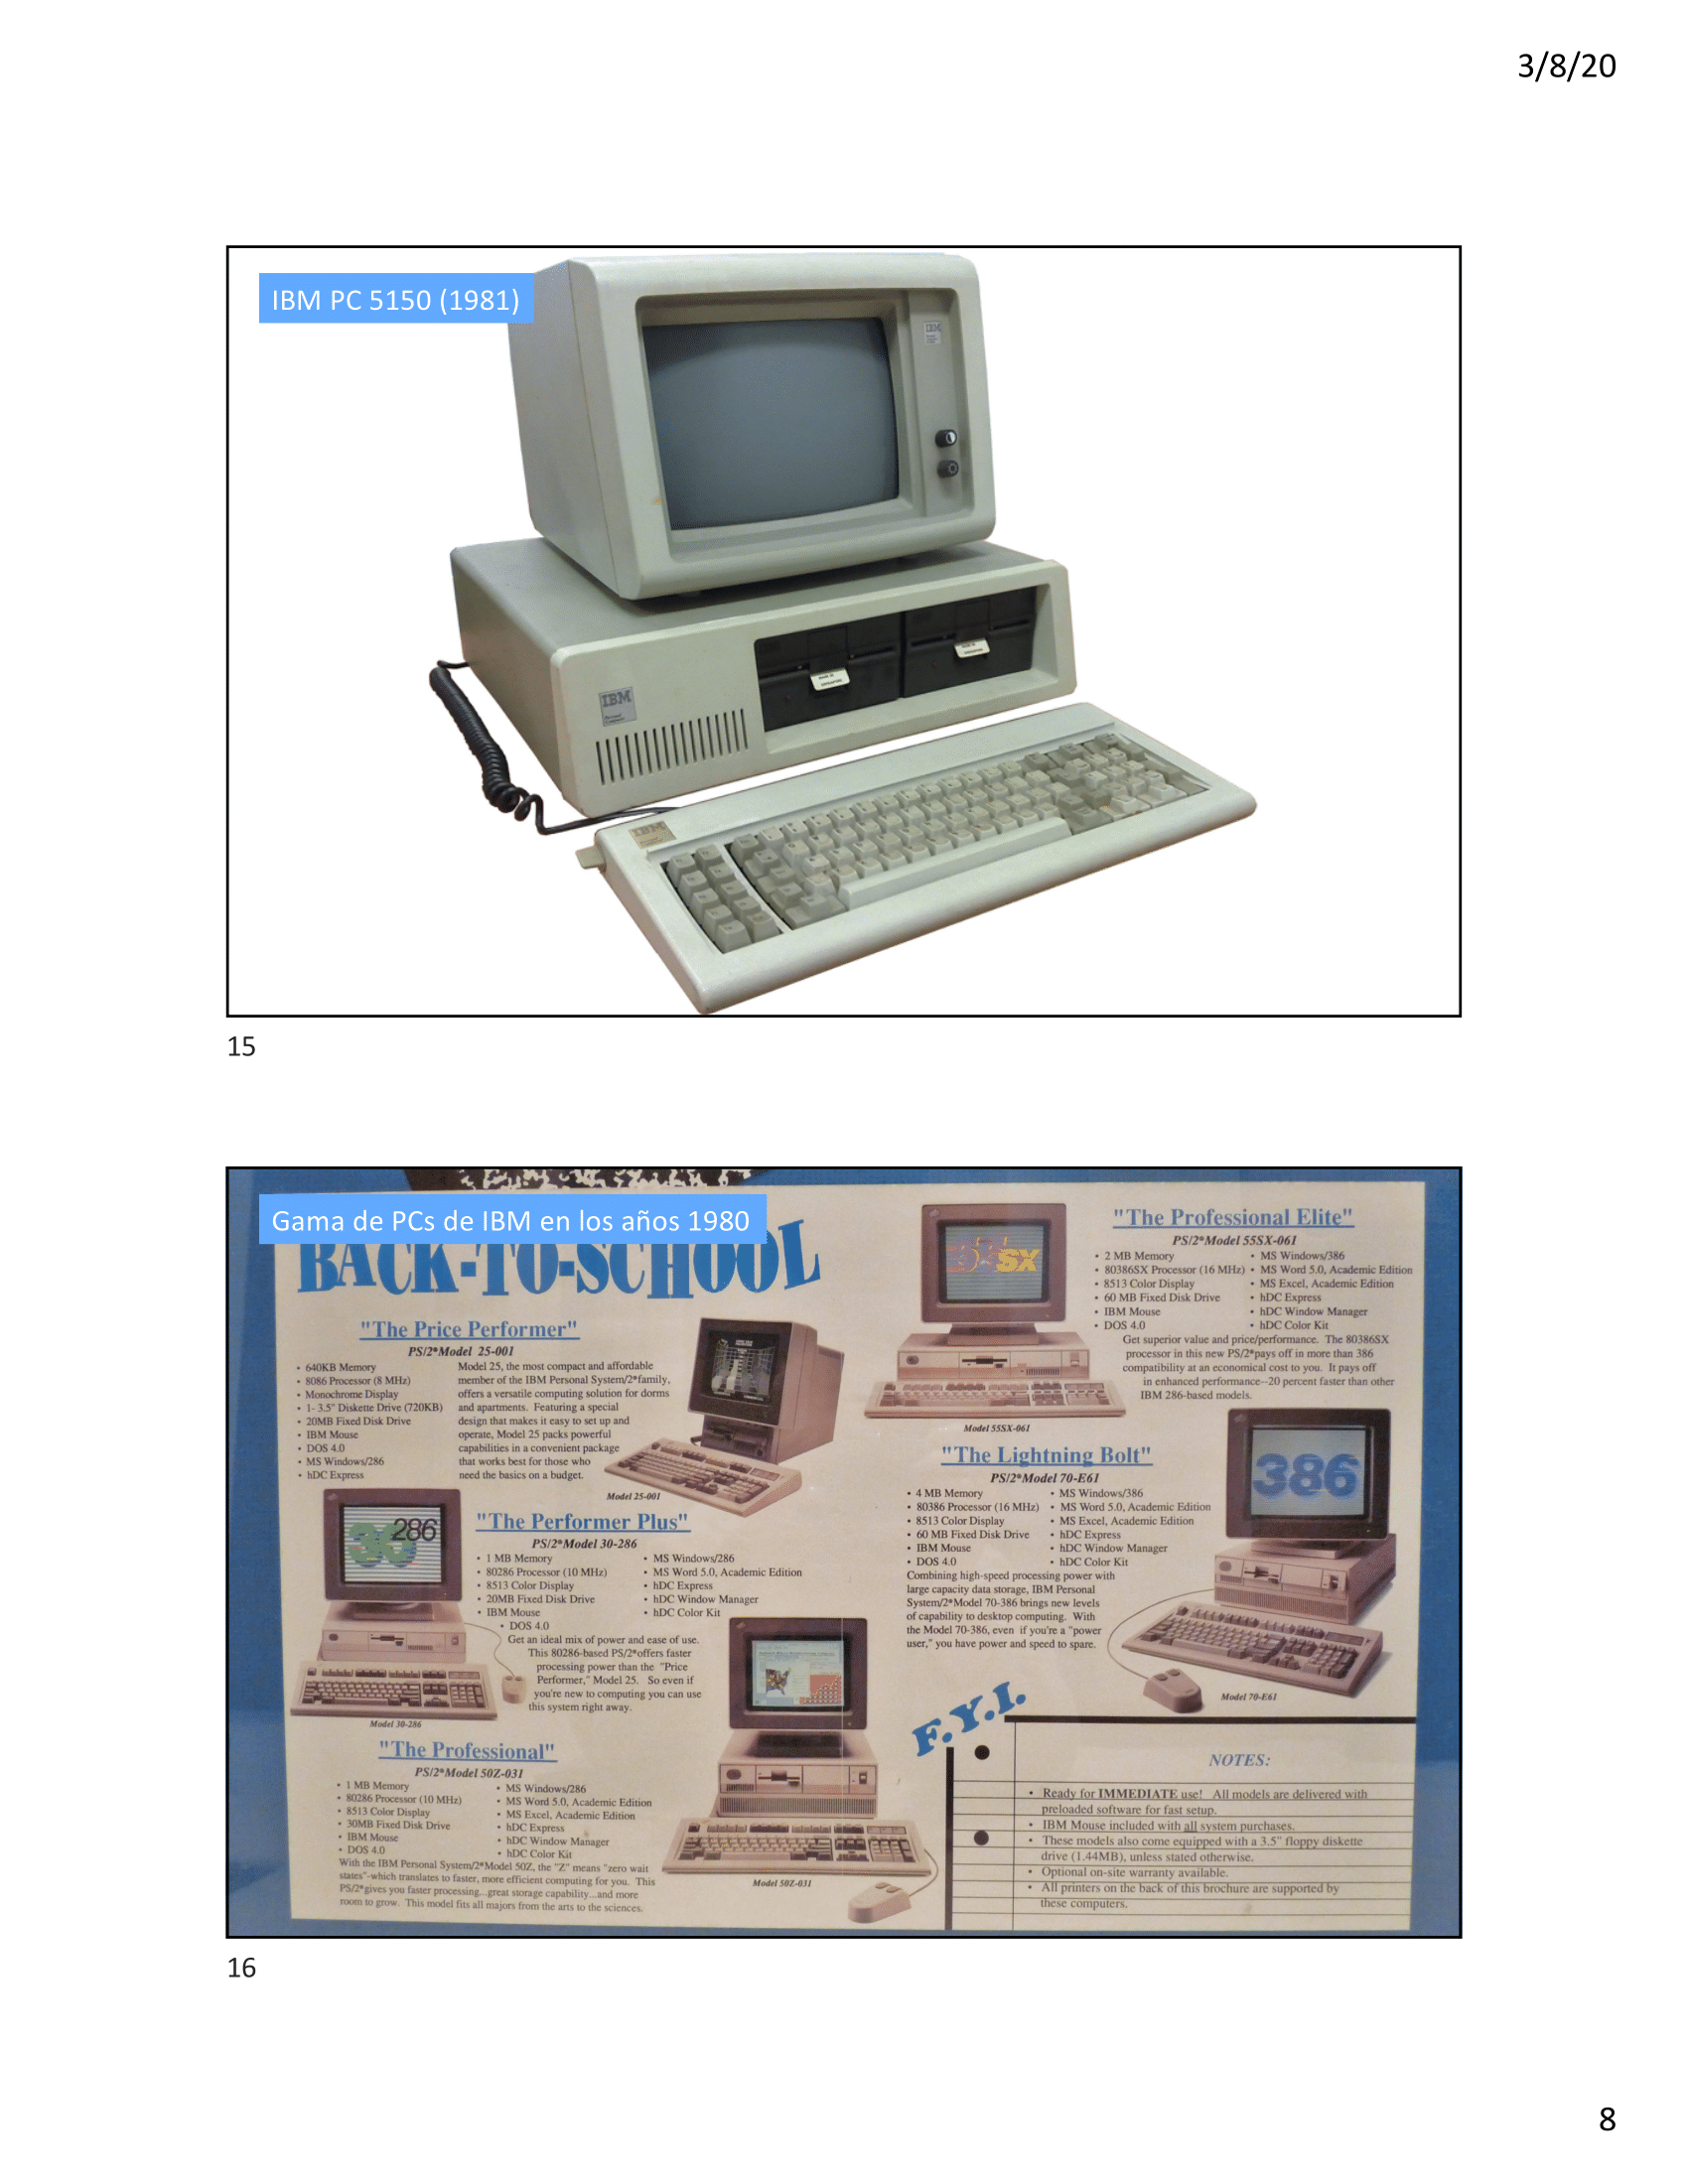 3/8/20
IBM PC 5150 (1981)
IBM
IBM
IBM
15
Gama de PCs de IBM en los años 1980
BACK-TO-SCHOOL
"The Price Performer"
PS/2®Model 25-001
• 640KB Memory
• 8086 Processor (8 MHz)
• Monochrome Display
• 1- 3.5" Diskette Drive (720KB)
• 20MB Fixed Disk Drive
• IBM Mouse
• DOS 4.0
• MS Windows/286
• hDC Express
Model 25, the most compact and affordable
member of the IBM Personal System/2®family,
offers a versatile computing solution for dorms
and apartments. Featuring a special
design that makes it easy to set up and
operate, Model 25 packs powerful
capabilities in a convenient package
that works best for those who
need the basics on a budget.
Model 25-001
286
30
"The Performer Plus"
PS/2®Model 30-286
• 1 MB Memory
• 80286 Processor (10 MHz)
• 8513 Color Display
• 20MB Fixed Disk Drive
• IBM Mouse
• DOS 4.0
• MS Windows/286
• MS Word 5.0, Academic Edition
• hDC Express
• hDC Window Manager
• hDC Color Kit
Get an ideal mix of power and ease of use.
This 80286-based PS/2®offers faster
processing power than the "Price
Performer," Model 25. So even if
you're new to computing you can use
this system right away.
Model 30-286
"The Professional"
PS/2®Model 50Z-031
• 1 MB Memory
• 80286 Processor (10 MHz)
• 8513 Color Display
• 30MB Fixed Disk Drive
• IBM Mouse
• DOS 4.0
• MS Windows/286
• MS Word 5.0, Academic Edition
• MS Excel, Academic Edition
• hDC Express
• hDC Window Manager
• hDC Color Kit
With the IBM Personal System/2®Model 50Z, the "Z" means "zero wait
states"-which translates to faster, more efficient computing for you. This
PS/2®gives you faster processing...great storage capability...and more
room to grow. This model fits all majors from the arts to the sciences.
Model 50Z-031
SX
"The Professional Elite"
PS/2®Model 55SX-061
• 2 MB Memory
• 80386SX Processor (16 MHz)
• 8513 Color Display
• 60 MB Fixed Disk Drive
• IBM Mouse
• DOS 4.0
• MS Windows/386
• MS Word 5.0, Academic Edition
• MS Excel, Academic Edition
• hDC Express
• hDC Window Manager
• hDC Color Kit
Get superior value and price/performance. The 80386SX
processor in this new PS/2®pays off in more than 386
compatibility at an economical cost to you. It pays off
in enhanced performance--20 percent faster than other
IBM 286-based models.
Model 55SX-061
"The Lightning Bolt"
PS/2®Model 70-E61
• 4 MB Memory
• 80386 Processor (16 MHz)
• 8513 Color Display
• 60 MB Fixed Disk Drive
• IBM Mouse
• DOS 4.0
• MS Windows/386
• MS Word 5.0, Academic Edition
• MS Excel, Academic Edition
• hDC Express
• hDC Window Manager
• hDC Color Kit
Combining high-speed processing power with
large capacity data storage, IBM Personal
System/2®Model 70-386 brings new levels
of capability to desktop computing. With
the Model 70-386, even if you're a "power
user," you have power and speed to spare.
386
Model 70-E61
F.Y.I.
NOTES:
• Ready for IMMEDIATE use! All models are delivered with
preloaded software for fast setup.
• IBM Mouse included with all system purchases.
• These models also come equipped with a 3.5" floppy diskette
drive (1.44MB), unless stated otherwise.
• Optional on-site warranty available.
• All printers on the back of this brochure are supported by
these computers.
16
8